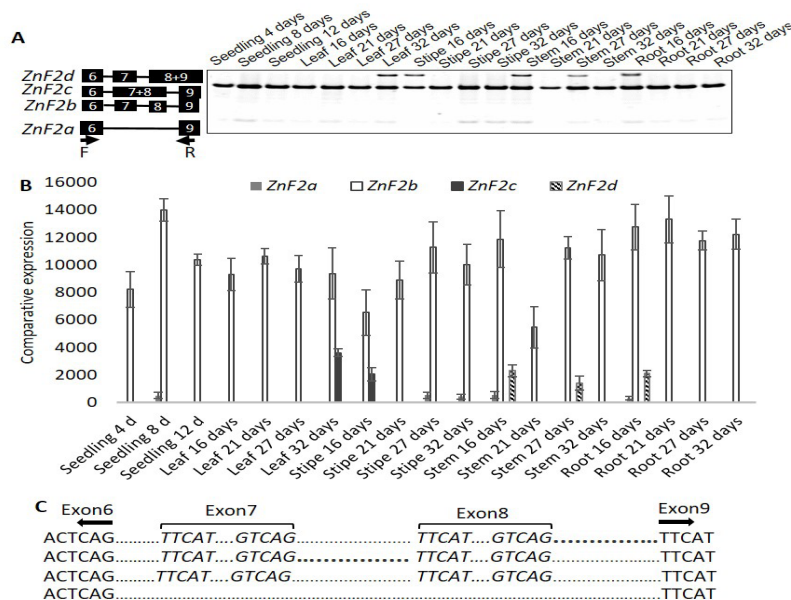 A
Seedling 4 days
Seedling 8 days
Seedling 12 days
Leaf 16 days
Leaf 21 days
Leaf 27 days
Leaf 32 days
Stipe 16 days
Stipe 21 days
Stipe 27 days
Stipe 32 days
Stem 16 days
Stem 21 days
Stem 27 days
Stem 32 days
Root 16 days
Root 21 days
Root 27 days
Root 32 days
ZnF2d 6 7 8+9
ZnF2c 6 7+8 9
ZnF2b 6 7 8 9
ZnF2a 6 9
F R
B
ZnF2a ZnF2b ZnF2c ZnF2d
Comparative expression
16000
14000
12000
10000
8000
6000
4000
2000
0
Seedling 4 d
Seedling 8 d
Seedling 12 d
Leaf 16 days
Leaf 21 days
Leaf 27 days
Leaf 32 days
Stipe 16 days
Stipe 21 days
Stipe 27 days
Stipe 32 days
Stem 16 days
Stem 21 days
Stem 27 days
Stem 32 days
Root 16 days
Root 21 days
Root 27 days
Root 32 days
C
Exon6 Exon7 Exon8 Exon9
ACTCAG..........TTCAT....GTCAG..............................TTCAT....GTCAG...........................TTCAT
ACTCAG..........TTCAT....GTCAG..............................TTCAT....GTCAG...........................TTCAT
ACTCAG.........TTCAT....GTCAG...............................TTCAT....GTCAG...........................TTCAT
ACTCAG.....................................................................................................TTCAT